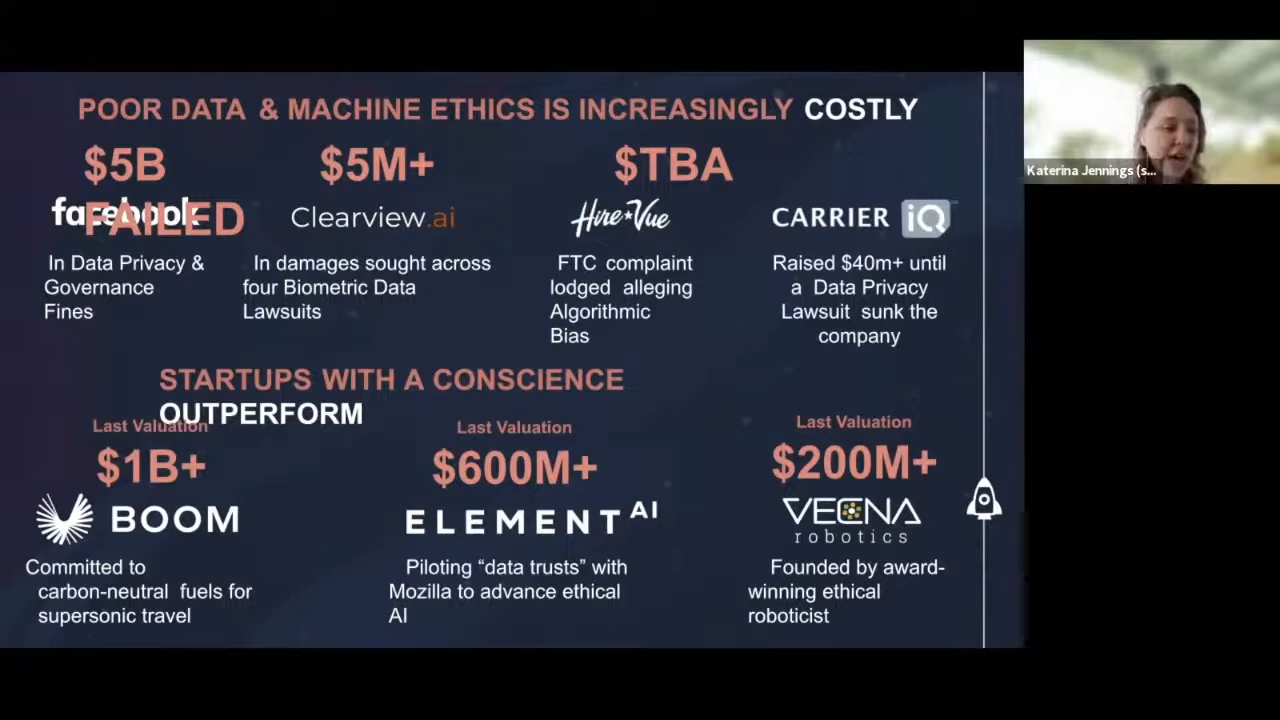 POOR DATA & MACHINE ETHICS IS INCREASINGLY COSTLY
$5B
FAILED
$5M+
$TBA
facebook
Clearview.ai
HireVue
CARRIER iQ
In Data Privacy &
Governance
Fines
In damages sought across
four Biometric Data
Lawsuits
FTC complaint
lodged alleging
Algorithmic
Bias
Raised $40m+ until
a Data Privacy
Lawsuit sunk the
company
STARTUPS WITH A CONSCIENCE
OUTPERFORM
Last Valuation
$1B+
BOOM
Committed to
carbon-neutral fuels for
supersonic travel
Last Valuation
$600M+
ELEMENT AI
Piloting “data trusts” with
Mozilla to advance ethical
AI
Last Valuation
$200M+
VECNA
robotics
Founded by award-
winning ethical
roboticist
Katerina Jennings (s...